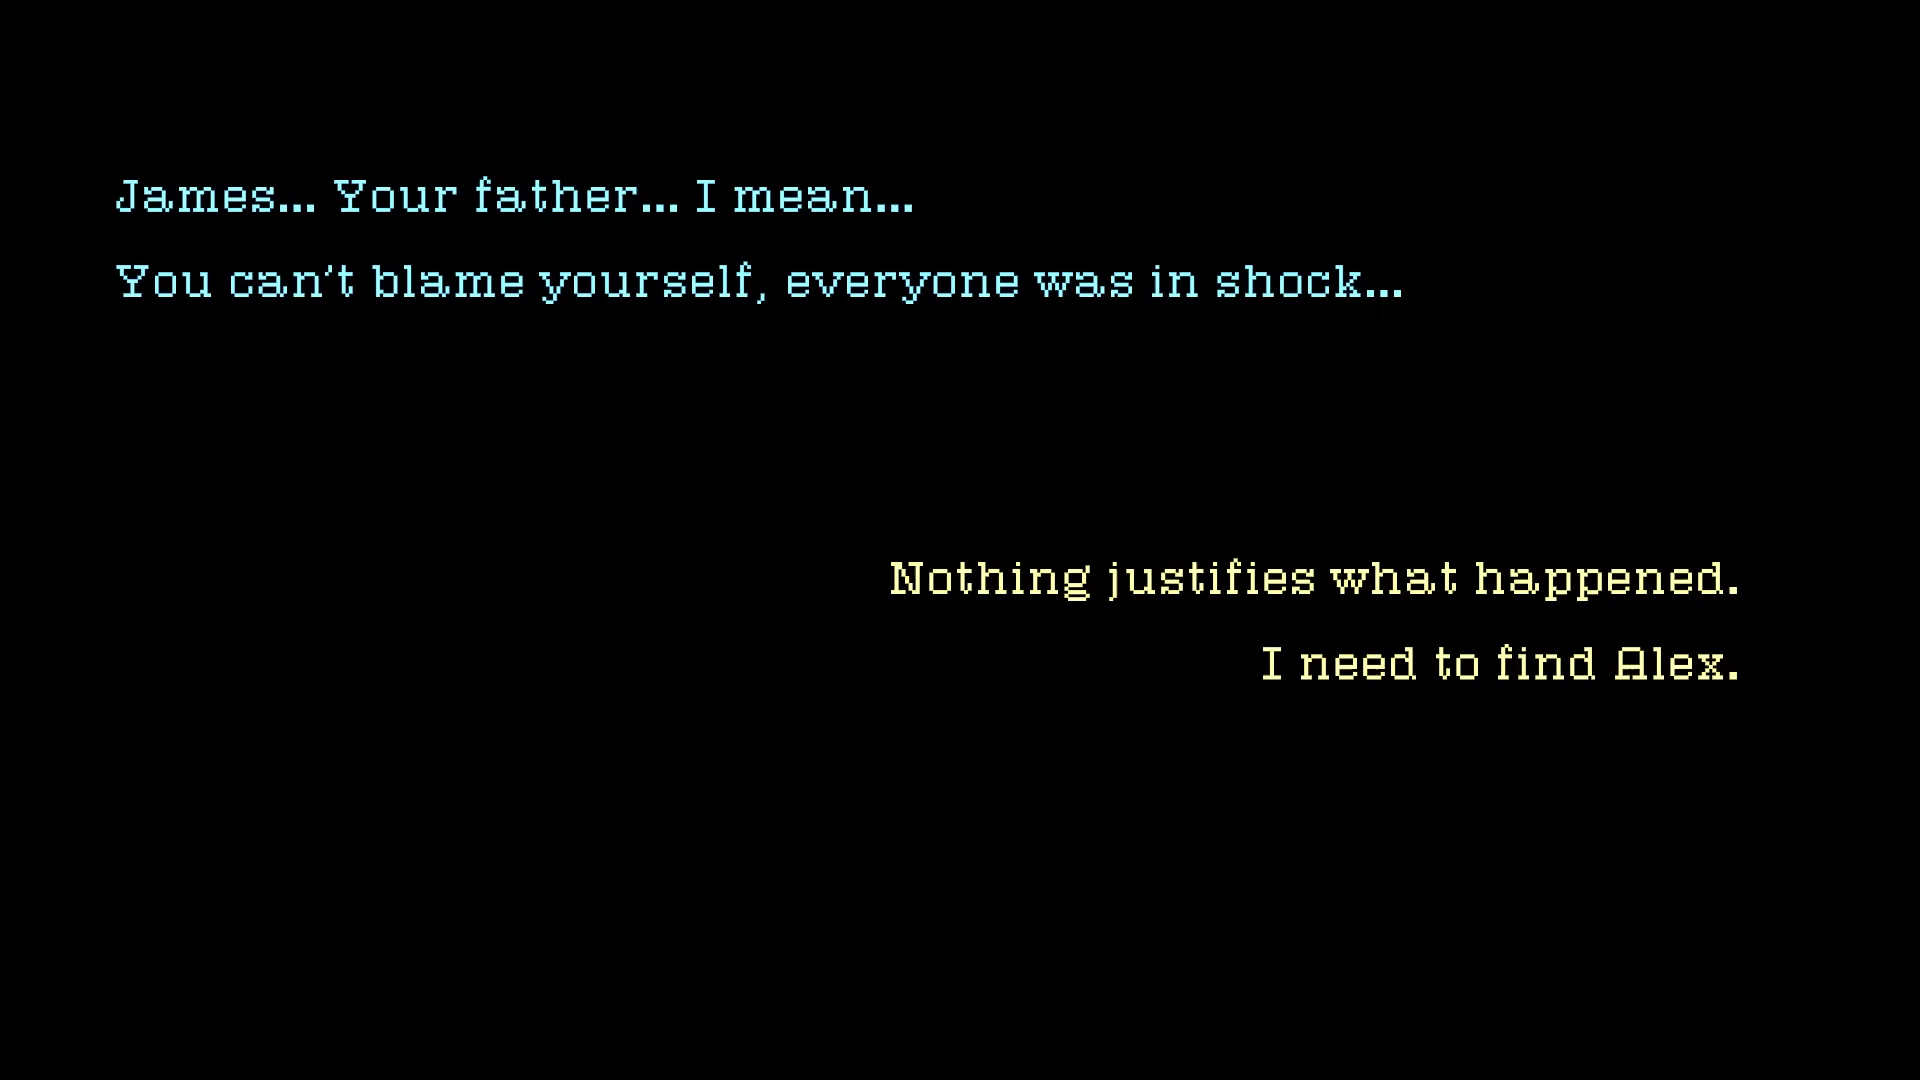 James... Your father... I mean...
You can't blame yourself, everyone was in shock...
Nothing justifies what happened.
I need to find Alex.